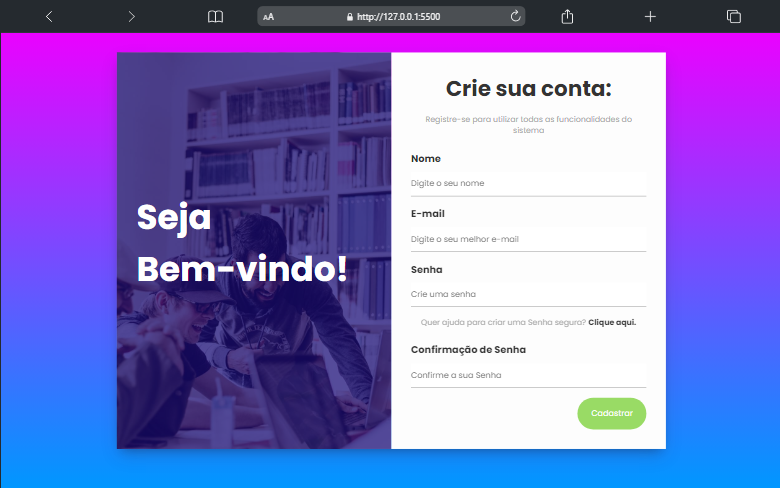 AA http://127.0.0.1:5500
Seja
Bem-vindo!
Crie sua conta:
Registre-se para utilizar todas as funcionalidades do
sistema
Nome
Digite o seu nome
E-mail
Digite o seu melhor e-mail
Senha
Crie uma senha
Quer ajuda para criar uma Senha segura? Clique aqui.
Confirmação de Senha
Confirme a sua Senha
Cadastrar